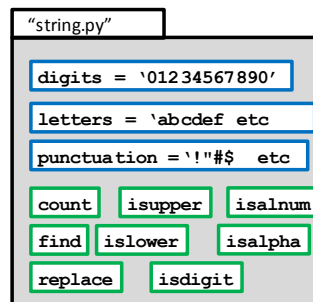 “string.py”
digits = ‘01234567890’
letters = ‘abcdef etc
punctuation =‘!"#$ etc
count isupper isalnum
find islower isalpha
replace isdigit